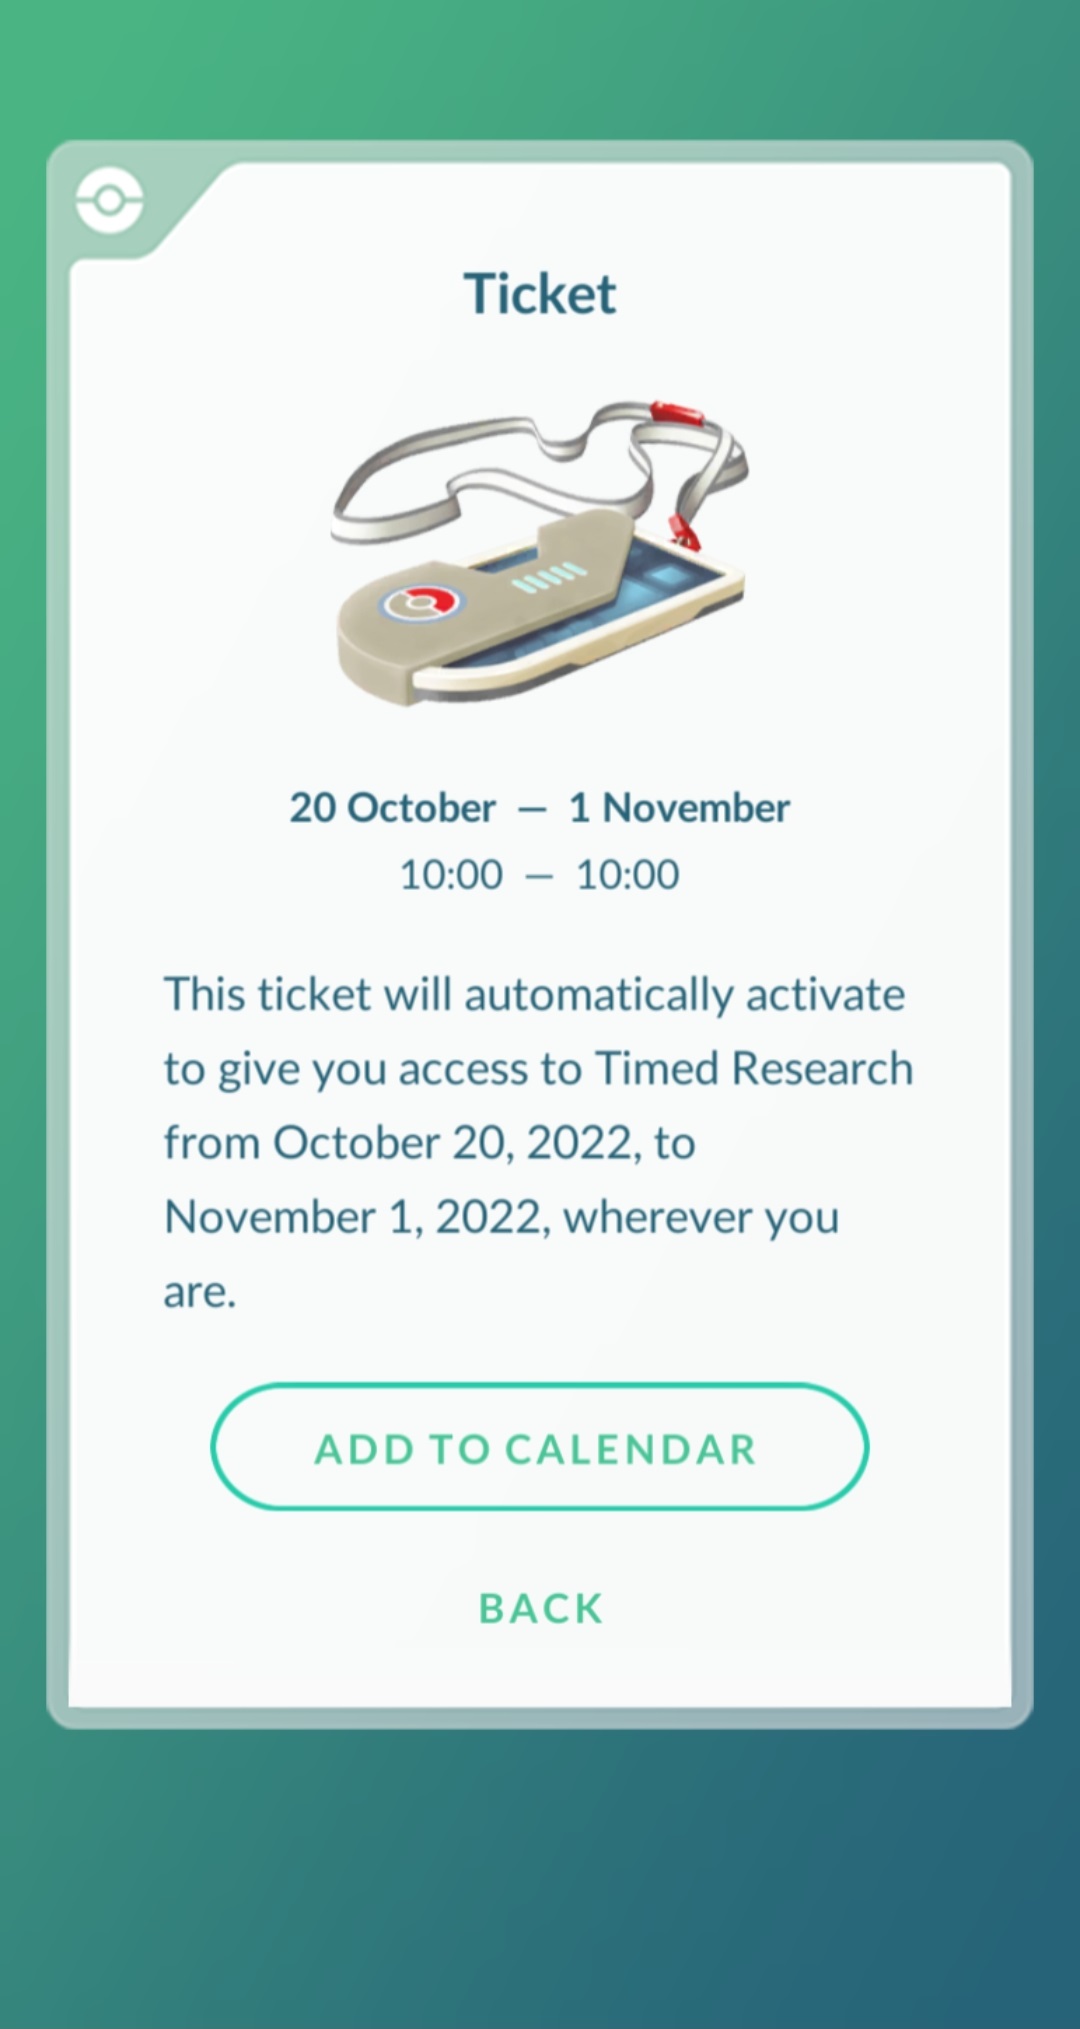 Ticket
20 October — 1 November
10:00 — 10:00
This ticket will automatically activate
to give you access to Timed Research
from October 20, 2022, to
November 1, 2022, wherever you
are.
ADD TO CALENDAR
BACK